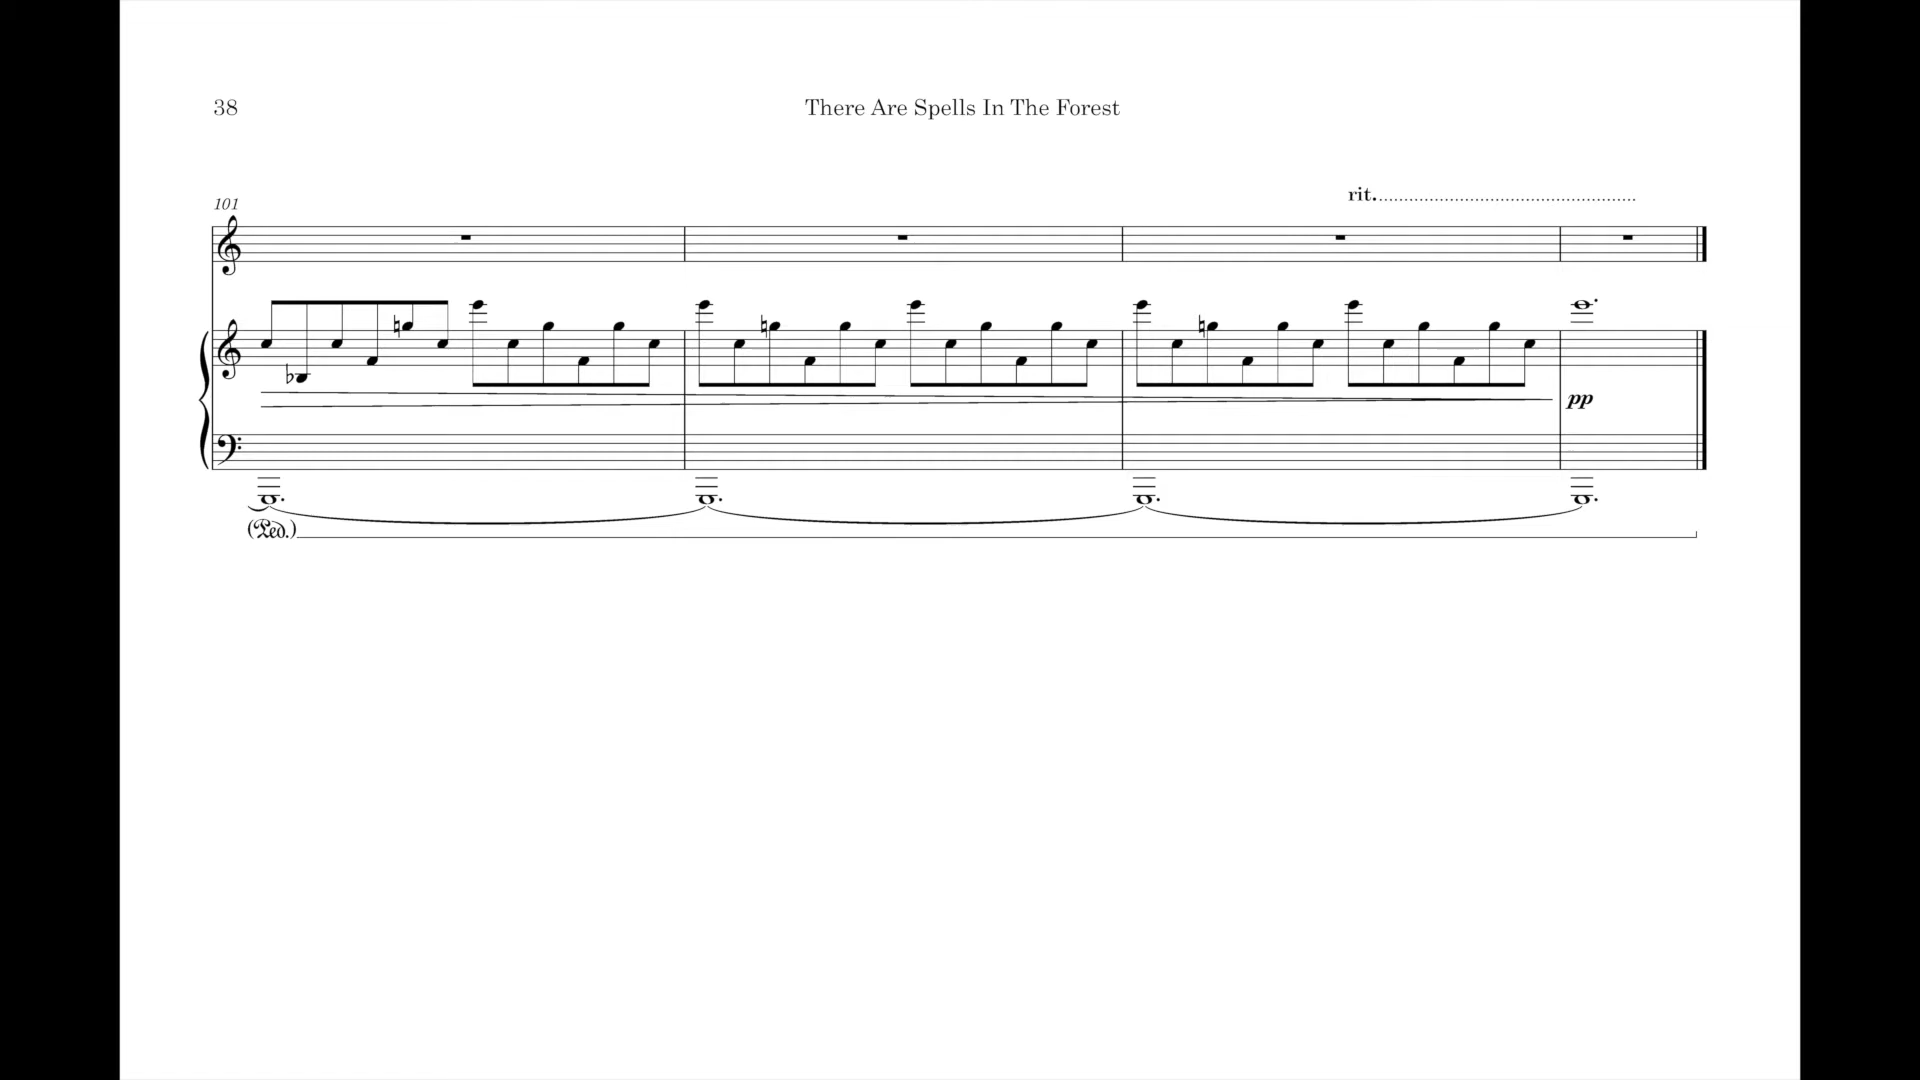 38
There Are Spells In The Forest
rit.
101
pp
(Ped.)